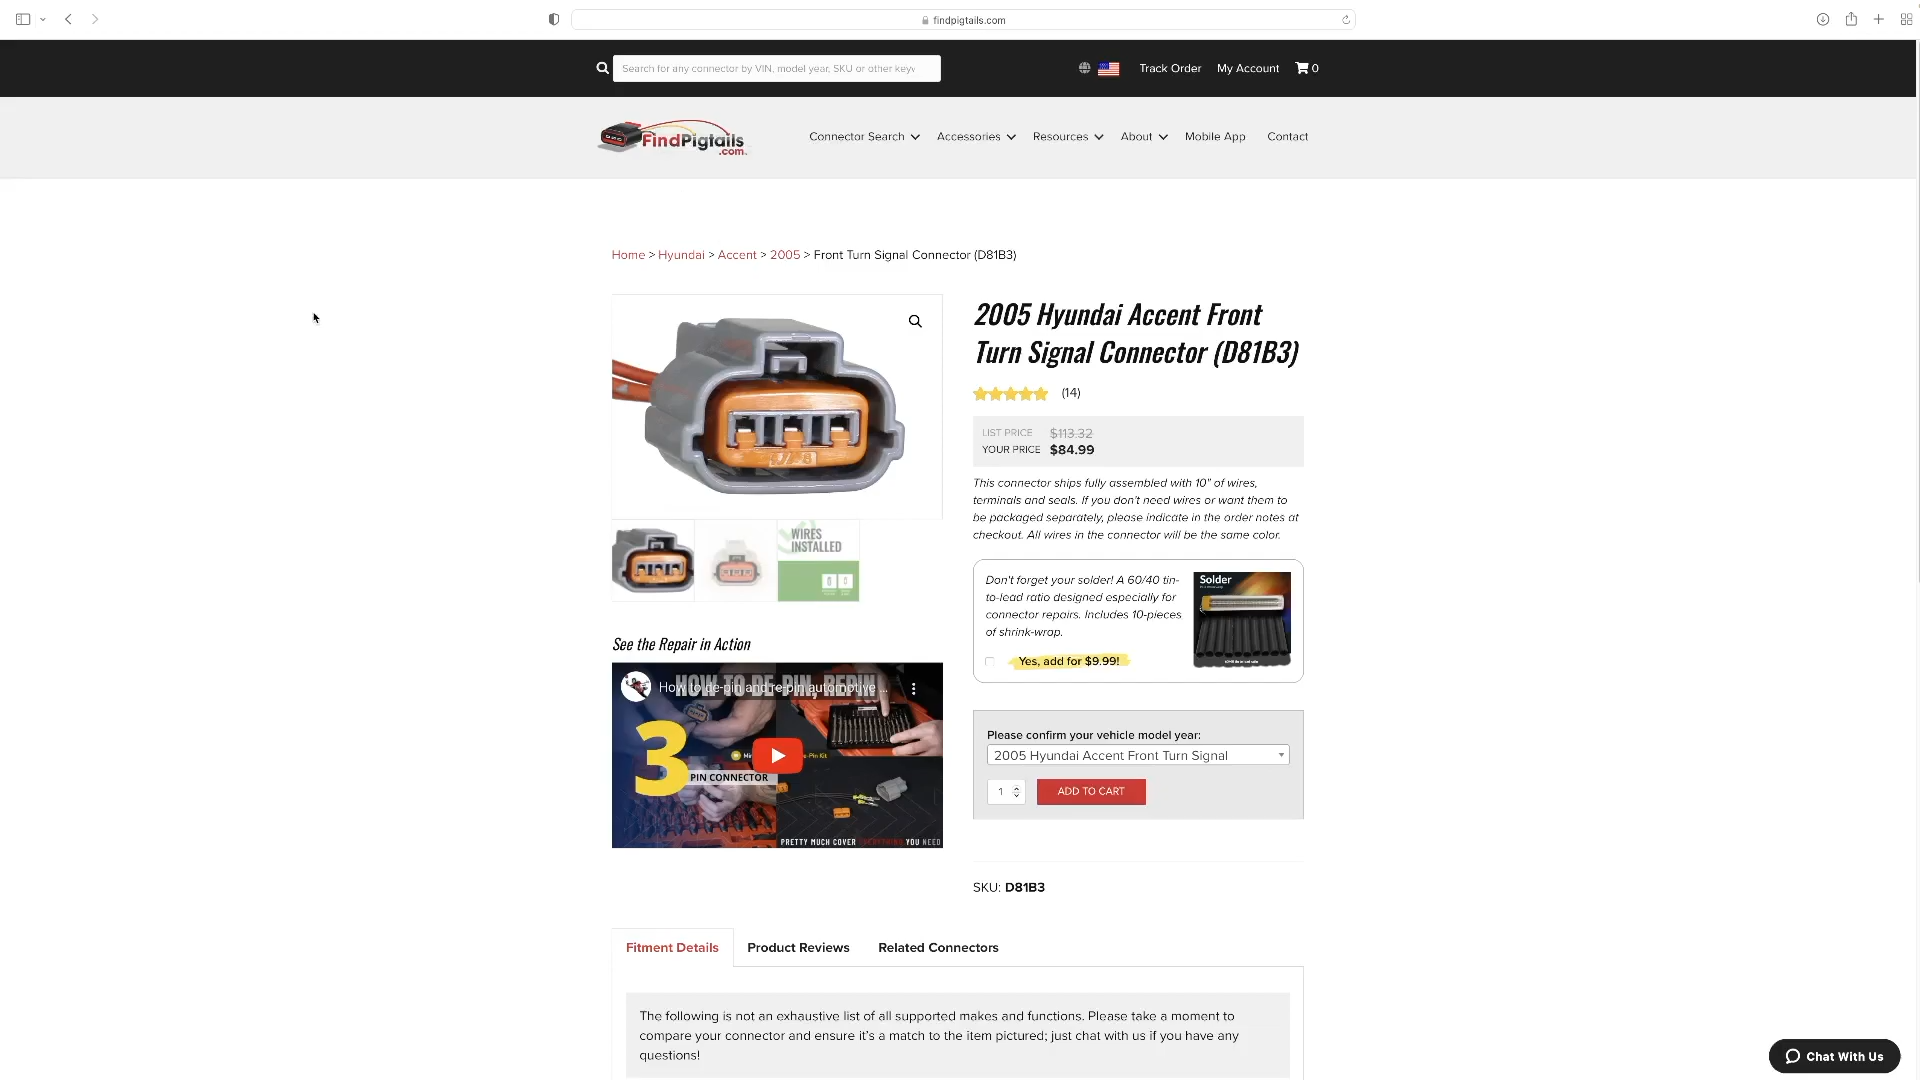 findpigtails.com
Search for any connector by VIN, model year, SKU or other keyw
Track Order
My Account
0
FindPigtails
.com
Connector Search
Accessories
Resources
About
Mobile App
Contact
Home > Hyundai > Accent > 2005 > Front Turn Signal Connector (D81B3)
2005 Hyundai Accent Front
Turn Signal Connector (D81B3)
(14)
LIST PRICE $113.32
YOUR PRICE $84.99
This connector ships fully assembled with 10" of wires,
terminals and seals. If you don't need wires or want them to
be packaged separately, please indicate in the order notes at
checkout. All wires in the connector will be the same color.
WIRES
INSTALLED
Don't forget your solder! A 60/40 tin-
to-lead ratio designed especially for
connector repairs. Includes 10-pieces
of shrink-wrap.
Yes, add for $9.99!
Solder
See the Repair in Action
How to de-pin and re-pin automotive ...
HOW TO DE-PIN, REPIN
3
PIN CONNECTOR
PRETTY MUCH COVER EVERYTHING YOU NEED
Please confirm your vehicle model year:
2005 Hyundai Accent Front Turn Signal
1
ADD TO CART
SKU: D81B3
Fitment Details
Product Reviews
Related Connectors
The following is not an exhaustive list of all supported makes and functions. Please take a moment to
compare your connector and ensure it's a match to the item pictured; just chat with us if you have any
questions!
Chat With Us